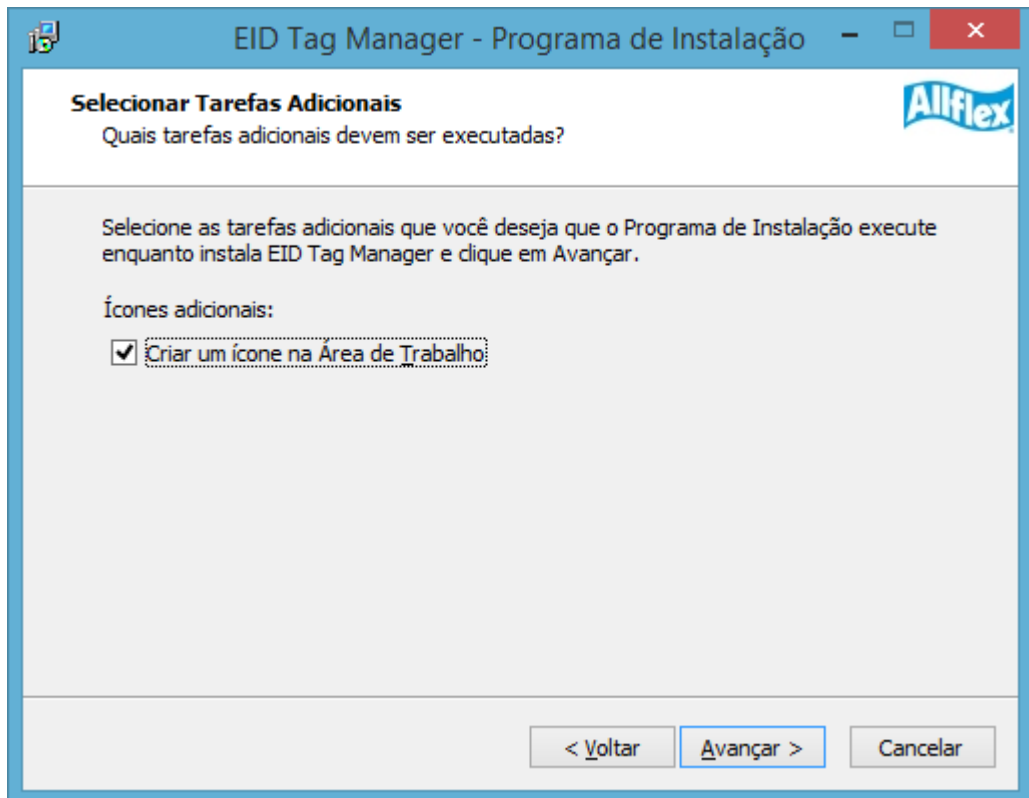 EID Tag Manager - Programa de Instalação
Selecionar Tarefas Adicionais
Quais tarefas adicionais devem ser executadas?
Allflex
Selecione as tarefas adicionais que você deseja que o Programa de Instalação execute
enquanto instala EID Tag Manager e clique em Avançar.
Ícones adicionais:
Criar um ícone na Área de Trabalho
< Voltar
Avançar >
Cancelar